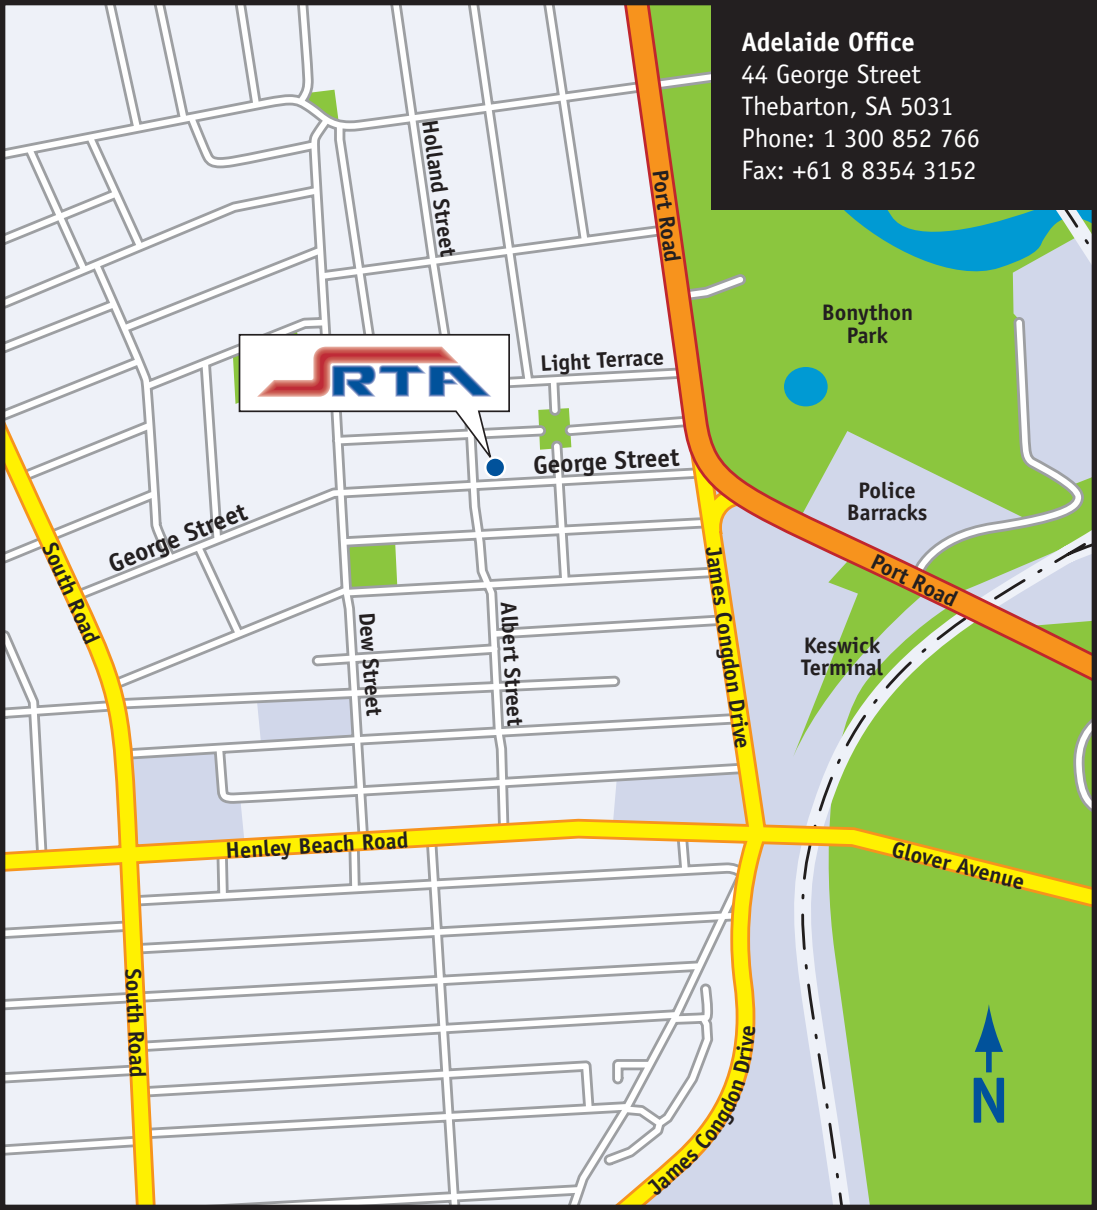 Adelaide Office
44 George Street
Thebarton, SA 5031
Phone: 1 300 852 766
Fax: +61 8 8354 3152
Holland Street
Port Road
Bonython
Park
Light Terrace
RTA
George Street
Police
Barracks
George Street
South Road
Port Road
James Congdon Drive
Dew Street
Albert Street
Keswick
Terminal
Henley Beach Road
Glover Avenue
South Road
James Congdon Drive
N